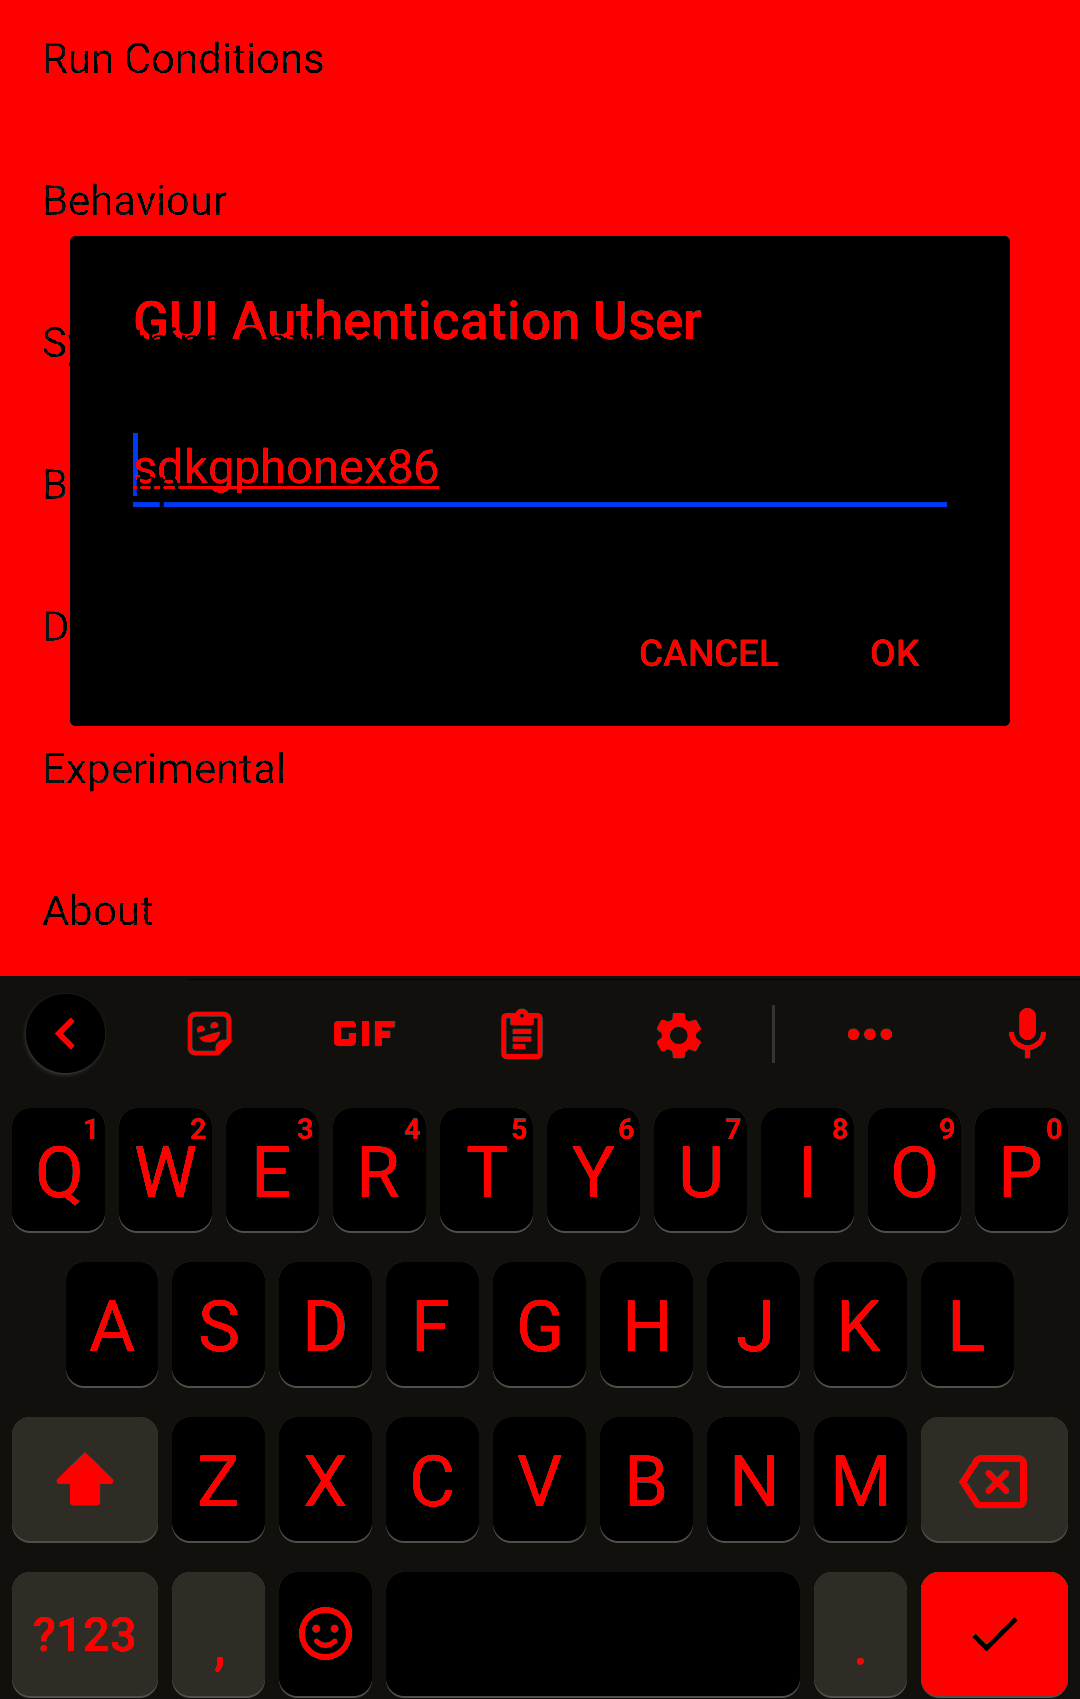 Run Conditions
Behaviour
GUI Authentication User
sdkgphonex86
CANCEL OK
Experimental
About
GIF
1 2 3 4 5 6 7 8 9 0
Q W E R T Y U I O P
A S D F G H J K L
Z X C V B N M
?123 , .